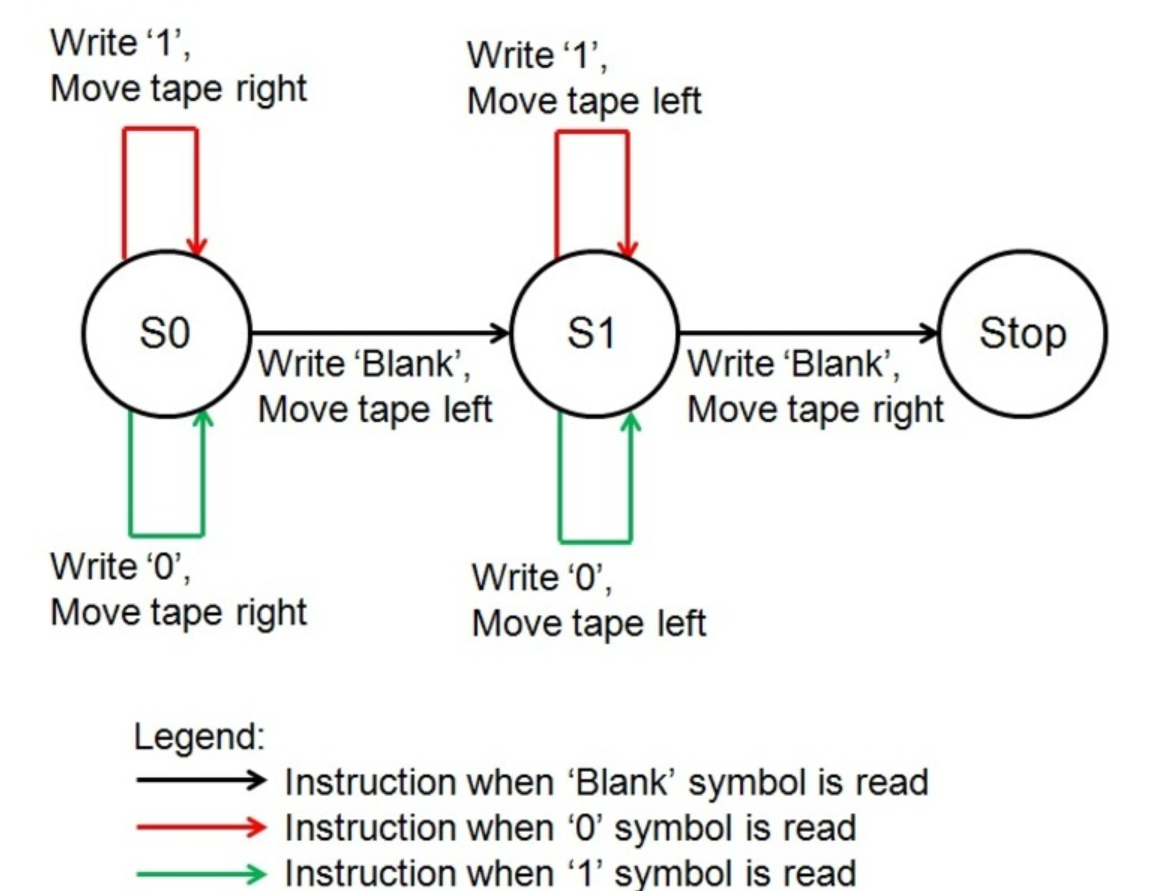 Write ‘1’,
Move tape right
Write ‘1’,
Move tape left
S0
S1
Stop
Write ‘Blank’,
Move tape left
Write ‘Blank’,
Move tape right
Write ‘0’,
Move tape right
Write ‘0’,
Move tape left
Legend:
Instruction when ‘Blank’ symbol is read
Instruction when ‘0’ symbol is read
Instruction when ‘1’ symbol is read